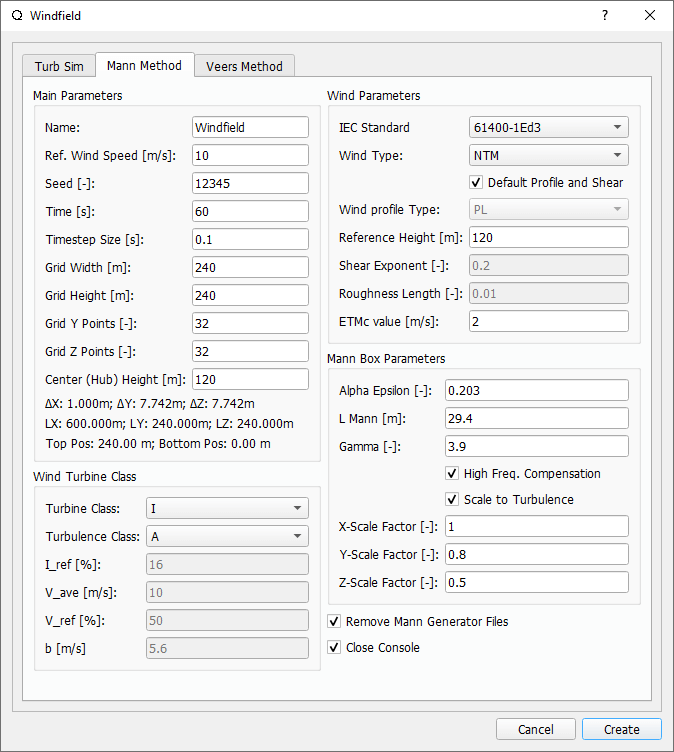 Windfield
Turb Sim
Mann Method
Veers Method
Main Parameters
Name: Windfield
Ref. Wind Speed [m/s]: 10
Seed [-]: 12345
Time [s]: 60
Timestep Size [s]: 0.1
Grid Width [m]: 240
Grid Height [m]: 240
Grid Y Points [-]: 32
Grid Z Points [-]: 32
Center (Hub) Height [m]: 120
ΔX: 1.000m; ΔY: 7.742m; ΔZ: 7.742m
LX: 600.000m; LY: 240.000m; LZ: 240.000m
Top Pos: 240.00 m; Bottom Pos: 0.00 m
Wind Turbine Class
Turbine Class: I
Turbulence Class: A
I_ref [%]: 16
V_ave [m/s]: 10
V_ref [%]: 50
b [m/s] 5.6
Wind Parameters
IEC Standard 61400-1Ed3
Wind Type: NTM
Default Profile and Shear
Wind profile Type: PL
Reference Height [m]: 120
Shear Exponent [-]: 0.2
Roughness Length [-]: 0.01
ETMc value [m/s]: 2
Mann Box Parameters
Alpha Epsilon [-]: 0.203
L Mann [m]: 29.4
Gamma [-]: 3.9
High Freq. Compensation
Scale to Turbulence
X-Scale Factor [-]: 1
Y-Scale Factor [-]: 0.8
Z-Scale Factor [-]: 0.5
Remove Mann Generator Files
Close Console
Cancel
Create